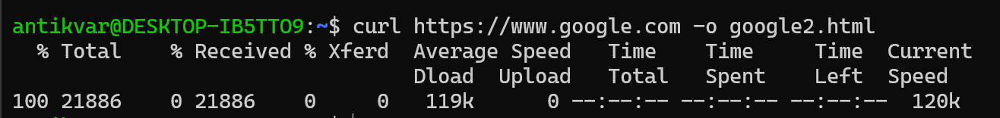 antikvar@DESKTOP-IB5TTO9:~$ curl https://www.google.com -o google2.html
  % Total    % Received % Xferd  Average Speed   Time    Time     Time  Current
                                 Dload  Upload   Total   Spent    Left  Speed
100 21886    0 21886    0     0   119k      0 --:--:-- --:--:-- --:--:--  120k